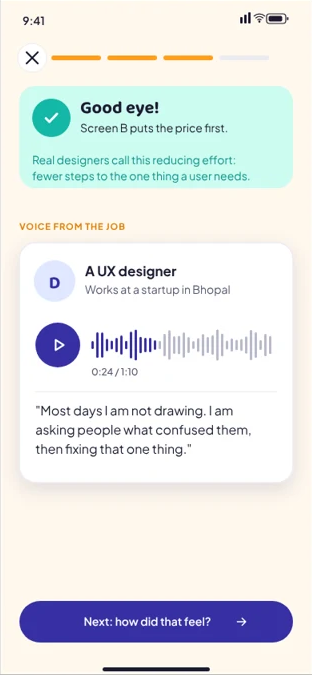 9:41
Good eye!
Screen B puts the price first.
Real designers call this reducing effort:
fewer steps to the one thing a user needs.
VOICE FROM THE JOB
D
A UX designer
Works at a startup in Bhopal
0:24 / 1:10
"Most days I am not drawing. I am
asking people what confused them,
then fixing that one thing."
Next: how did that feel? →